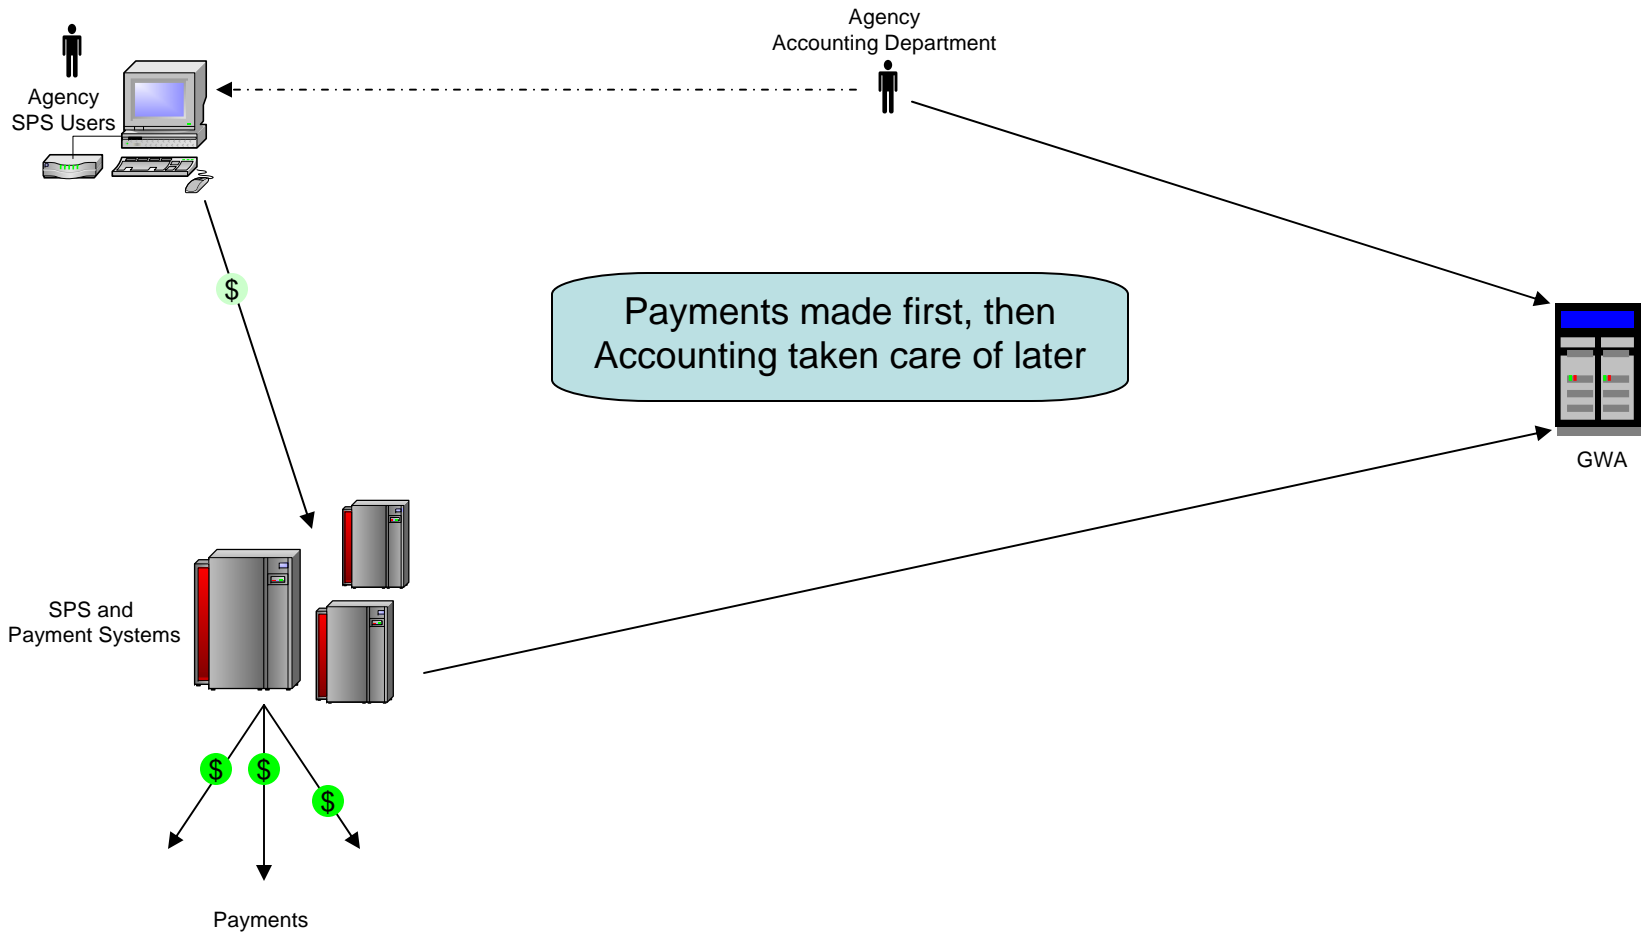 Agency
Accounting Department
Agency
SPS Users
$
Payments made first, then
Accounting taken care of later
GWA
SPS and
Payment Systems
$
$
$
Payments